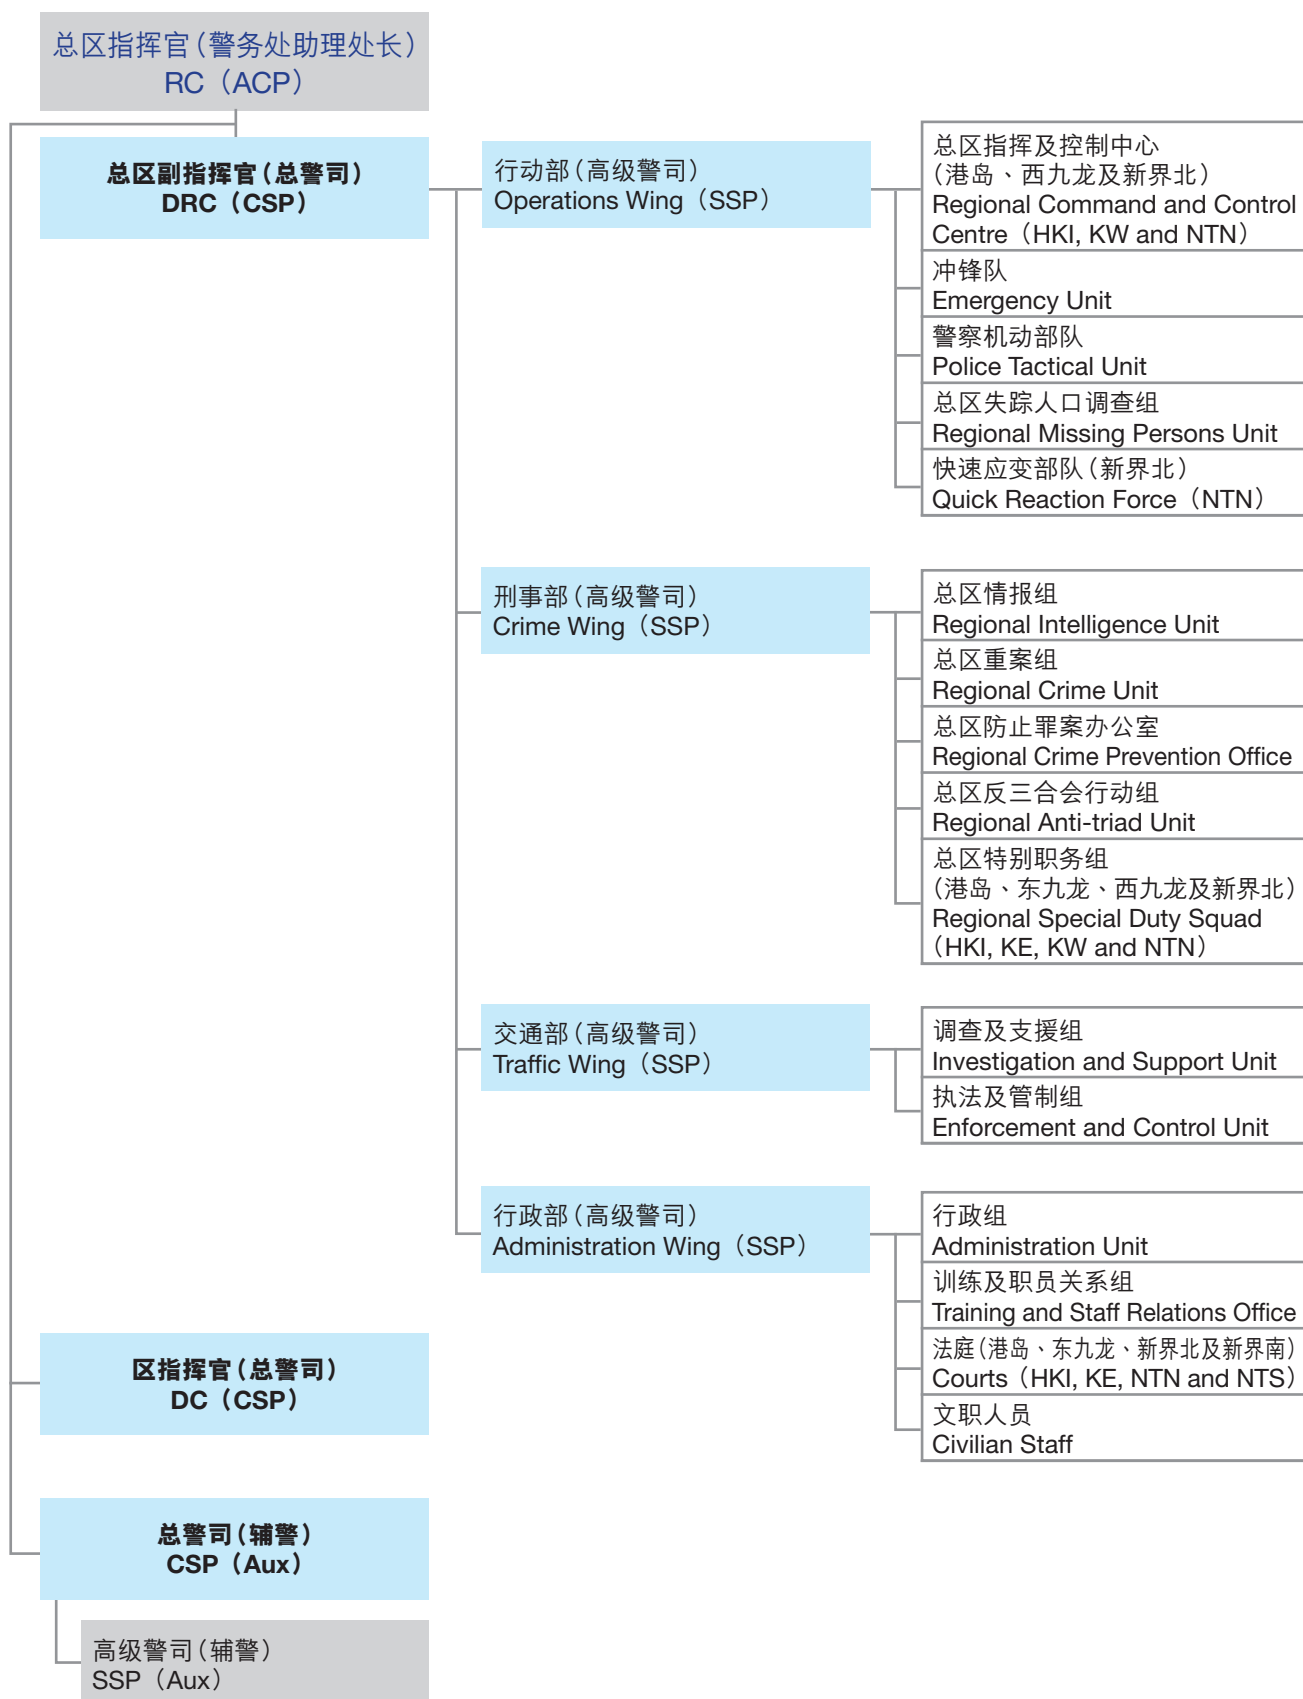 总区指挥官（警务处助理处长）
RC（ACP）
总区副指挥官（总警司）
DRC（CSP）
行动部（高级警司）
Operations Wing（SSP）
总区指挥及控制中心
（港岛、西九龙及新界北）
Regional Command and Control
Centre（HKI, KW and NTN）
冲锋队
Emergency Unit
警察机动部队
Police Tactical Unit
总区失踪人口调查组
Regional Missing Persons Unit
快速应变部队（新界北）
Quick Reaction Force（NTN）
刑事部（高级警司）
Crime Wing（SSP）
总区情报组
Regional Intelligence Unit
总区重案组
Regional Crime Unit
总区防止罪案办公室
Regional Crime Prevention Office
总区反三合会行动组
Regional Anti-triad Unit
总区特别职务组
（港岛、东九龙、西九龙及新界北）
Regional Special Duty Squad
（HKI, KE, KW and NTN）
交通部（高级警司）
Traffic Wing（SSP）
调查及支援组
Investigation and Support Unit
执法及管制组
Enforcement and Control Unit
行政部（高级警司）
Administration Wing（SSP）
行政组
Administration Unit
训练及职员关系组
Training and Staff Relations Office
法庭（港岛、东九龙、新界北及新界南）
Courts（HKI, KE, NTN and NTS）
文职人员
Civilian Staff
区指挥官（总警司）
DC（CSP）
总警司（辅警）
CSP（Aux）
高级警司（辅警）
SSP（Aux）